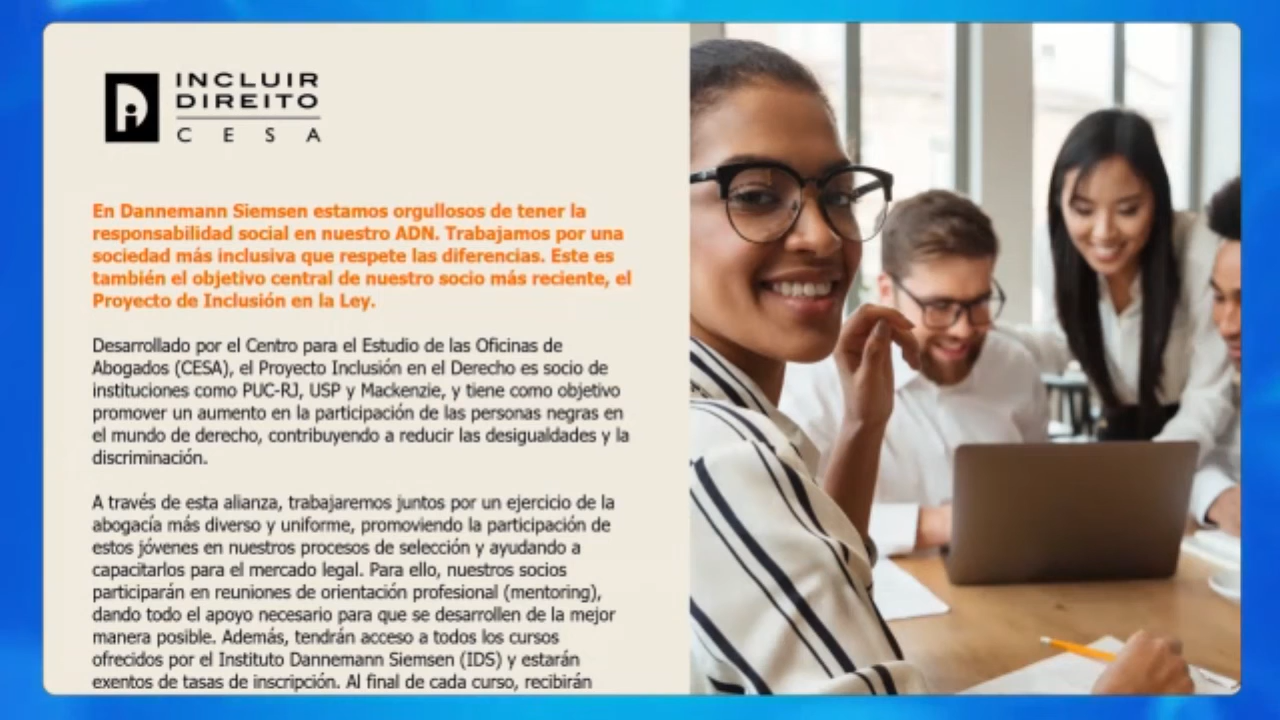 INCLUIR
DIREITO
CESA
En Dannemann Siemsen estamos orgullosos de tener la
responsabilidad social en nuestro ADN. Trabajamos por una
sociedad más inclusiva que respete las diferencias. Este es
también el objetivo central de nuestro socio más reciente, el
Proyecto de Inclusión en la Ley.
Desarrollado por el Centro para el Estudio de las Oficinas de
Abogados (CESA), el Proyecto Inclusión en el Derecho es socio de
instituciones como PUC-RJ, USP y Mackenzie, y tiene como objetivo
promover un aumento en la participación de las personas negras en
el mundo de derecho, contribuyendo a reducir las desigualdades y la
discriminación.
A través de esta alianza, trabajaremos juntos por un ejercicio de la
abogacía más diverso y uniforme, promoviendo la participación de
estos jóvenes en nuestros procesos de selección y ayudando a
capacitarlos para el mercado legal. Para ello, nuestros socios
participarán en reuniones de orientación profesional (mentoring),
dando todo el apoyo necesario para que se desarrollen de la mejor
manera posible. Además, tendrán acceso a todos los cursos
ofrecidos por el Instituto Dannemann Siemsen (IDS) y estarán
exentos de tasas de inscripción. Al final de cada curso, recibirán